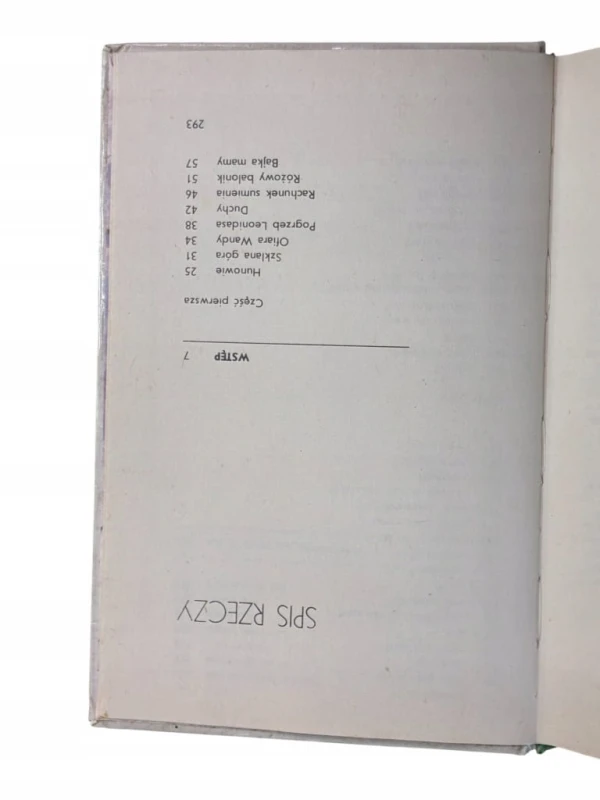 SPIS RZECZY
WSTĘP 7
Część pierwsza
Hunowie 25
Szklana góra 31
Ofiara Wandy 34
Pogrzeb Leonidasa 38
Duchy 42
Rachunek sumienia 46
Różowy balonik 51
Bajka mamy 57
293